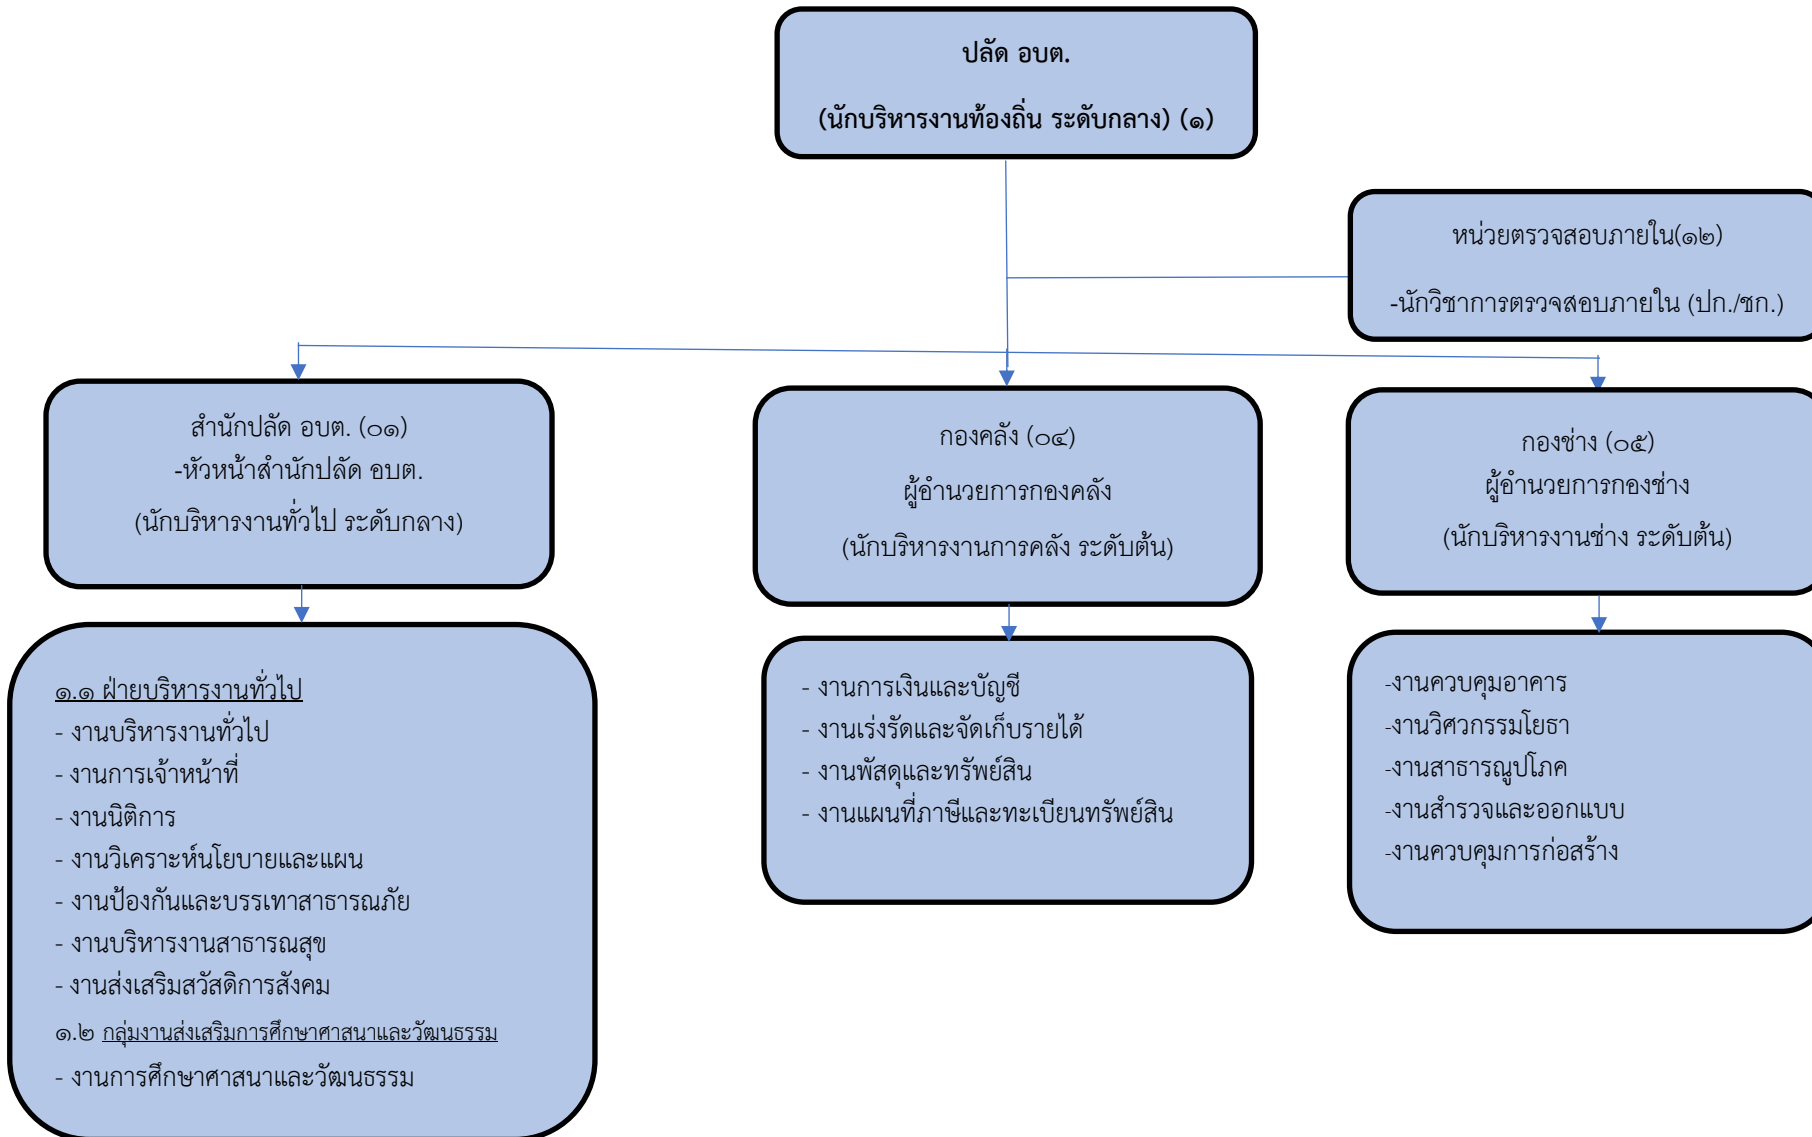 ปลัด อบต.
(นักบริหารงานท้องถิ่น ระดับกลาง) (๑)
หน่วยตรวจสอบภายใน(๑๒)
-นักวิชาการตรวจสอบภายใน (ปก./ชก.)
สำนักปลัด อบต. (๐๑)
-หัวหน้าสำนักปลัด อบต.
(นักบริหารงานทั่วไป ระดับกลาง)
กองคลัง (๐๔)
ผู้อำนวยการกองคลัง
(นักบริหารงานการคลัง ระดับต้น)
กองช่าง (๐๕)
ผู้อำนวยการกองช่าง
(นักบริหารงานช่าง ระดับต้น)
๑.๑ ฝ่ายบริหารงานทั่วไป
- งานบริหารงานทั่วไป
- งานการเจ้าหน้าที่
- งานนิติการ
- งานวิเคราะห์นโยบายและแผน
- งานป้องกันและบรรเทาสาธารณภัย
- งานบริหารงานสาธารณสุข
- งานส่งเสริมสวัสดิการสังคม
๑.๒ กลุ่มงานส่งเสริมการศึกษาศาสนาและวัฒนธรรม
- งานการศึกษาศาสนาและวัฒนธรรม
- งานการเงินและบัญชี
- งานเร่งรัดและจัดเก็บรายได้
- งานพัสดุและทรัพย์สิน
- งานแผนที่ภาษีและทะเบียนทรัพย์สิน
-งานควบคุมอาคาร
-งานวิศวกรรมโยธา
-งานสาธารณูปโภค
-งานสำรวจและออกแบบ
-งานควบคุมการก่อสร้าง